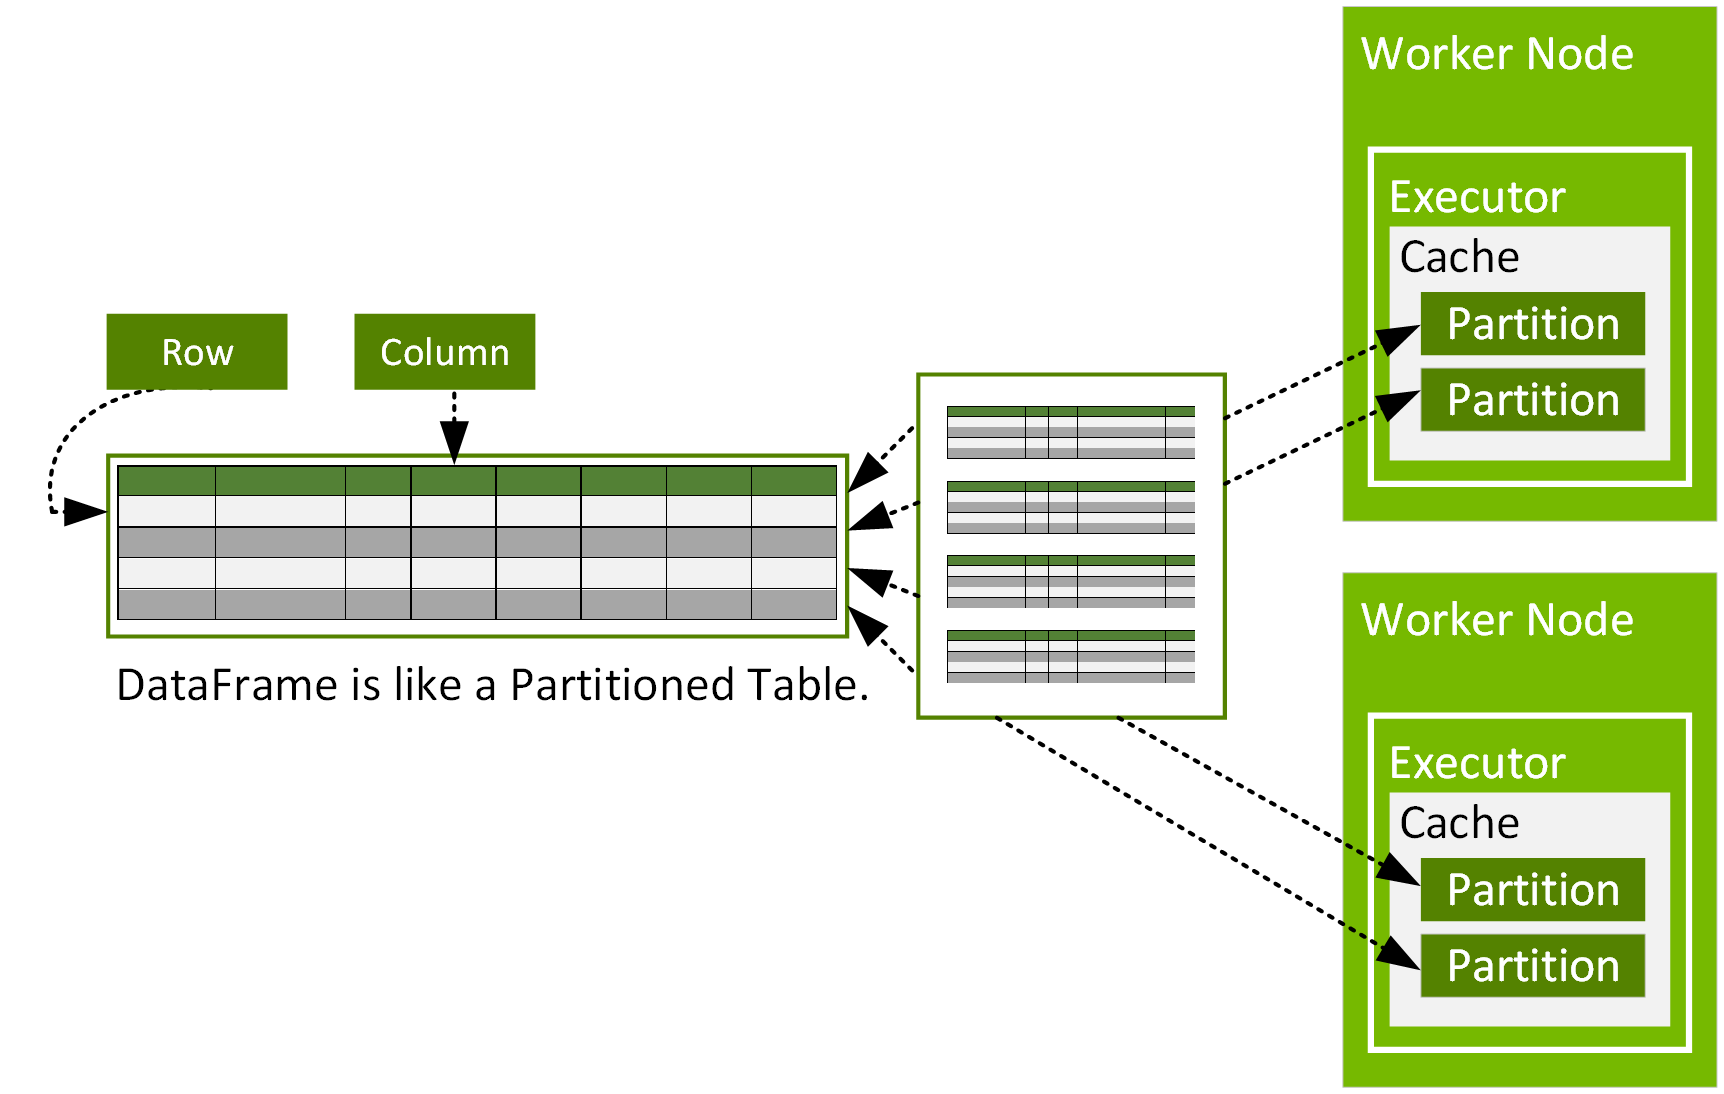 Row
Column
DataFrame is like a Partitioned Table.
Worker Node
Executor
Cache
Partition
Partition
Worker Node
Executor
Cache
Partition
Partition